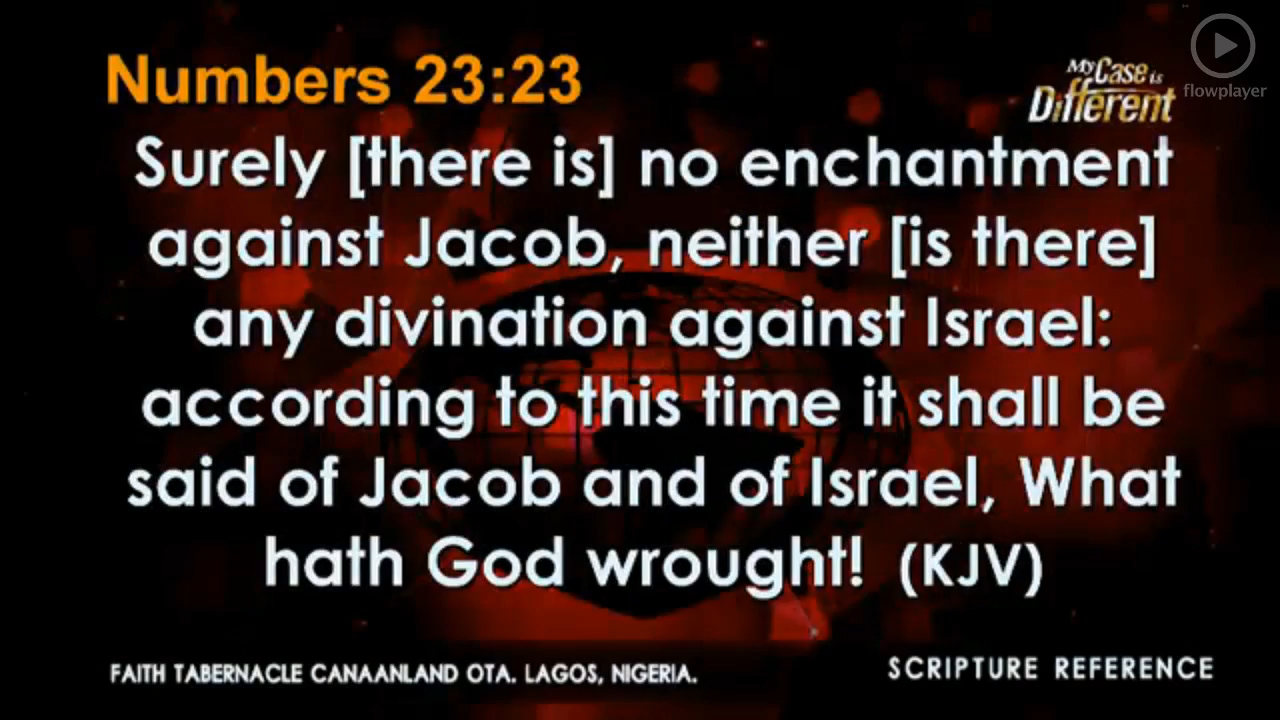 Numbers 23:23
My Case is
Different
flowplayer
Surely [there is] no enchantment
against Jacob, neither [is there]
any divination against Israel:
according to this time it shall be
said of Jacob and of Israel, What
hath God wrought! (KJV)
FAITH TABERNACLE CANAANLAND OTA. LAGOS, NIGERIA.
SCRIPTURE REFERENCE